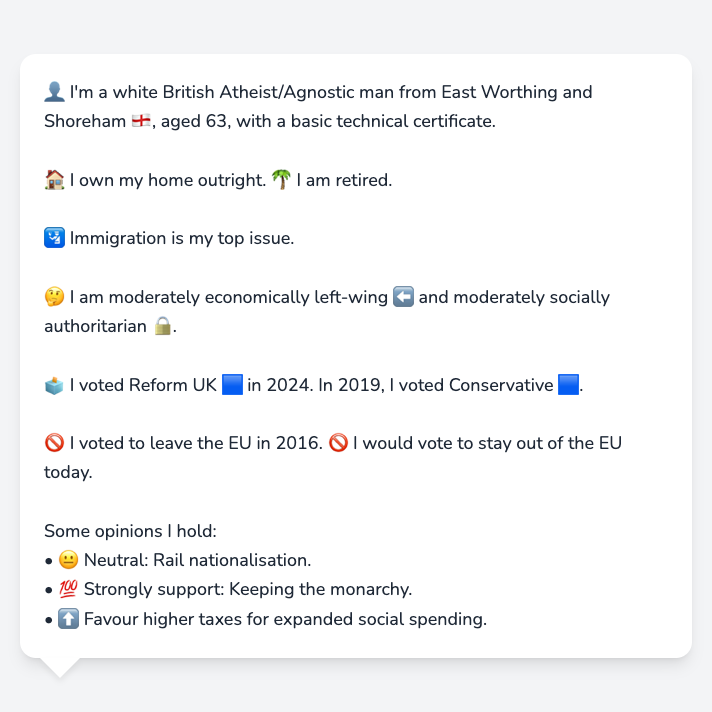 👤 I'm a white British Atheist/Agnostic man from East Worthing and
Shoreham 🏴󠁧󠁢󠁥󠁮󠁧󠁿, aged 63, with a basic technical certificate.
🏠 I own my home outright. 🌴 I am retired.
🛂 Immigration is my top issue.
🤔 I am moderately economically left-wing ⬅️ and moderately socially
authoritarian 🔒.
🗳️ I voted Reform UK 🟦 in 2024. In 2019, I voted Conservative 🟦.
🚫 I voted to leave the EU in 2016. 🚫 I would vote to stay out of the EU
today.
Some opinions I hold:
• 😐 Neutral: Rail nationalisation.
• 💯 Strongly support: Keeping the monarchy.
• ⬆️ Favour higher taxes for expanded social spending.